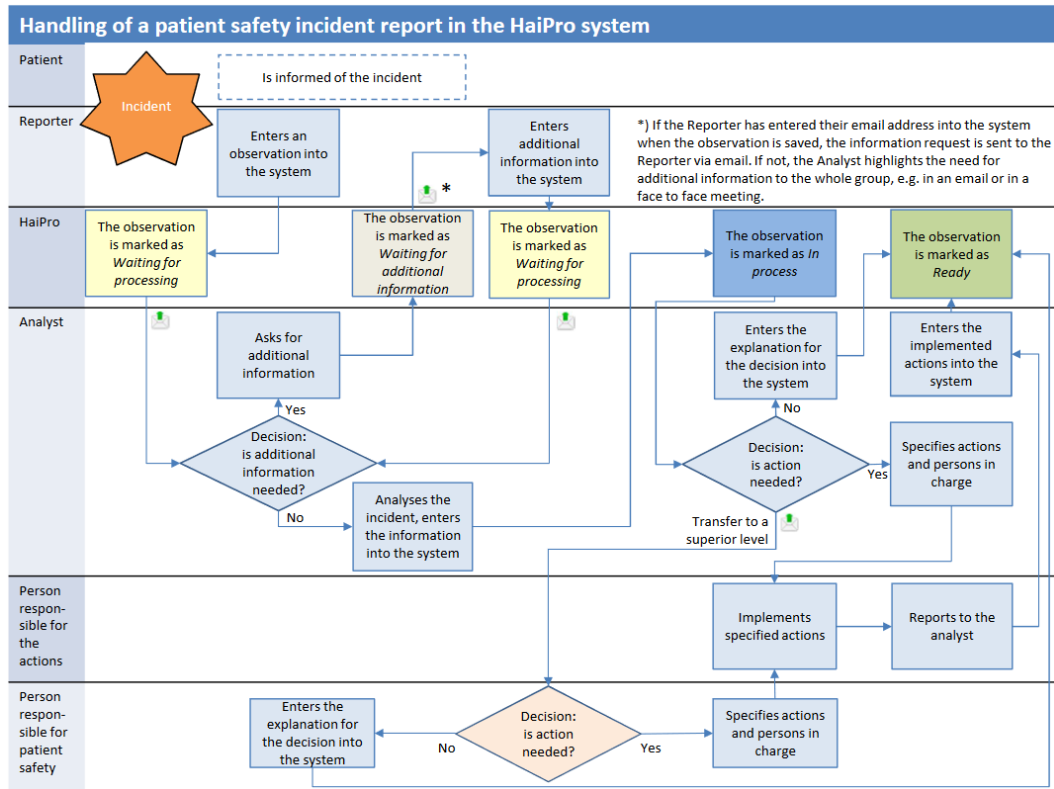 Handling of a patient safety incident report in the HaiPro system
Patient
Incident
Is informed of the incident
Reporter
Enters an
observation into
the system
Enters
additional
information into
the system
*) If the Reporter has entered their email address into the system
when the observation is saved, the information request is sent to the
Reporter via email. If not, the Analyst highlights the need for
additional information to the whole group, e.g. in an email or in a
face to face meeting.
*
HaiPro
The observation
is marked as
Waiting for
processing
The observation
is marked as
Waiting for
additional
information
The observation
is marked as
Waiting for
processing
The observation
is marked as In
process
The observation
is marked as
Ready
Analyst
Asks for
additional
information
Enters the
explanation for
the decision into
the system
Enters the
implemented
actions into the
system
Yes
No
Decision:
is additional
information
needed?
Decision:
is action
needed?
Yes
Specifies actions
and persons in
charge
No
Analyses the
incident, enters
the information
into the system
Transfer to a
superior level
Person
respon-
sible for
the
actions
Implements
specified actions
Reports to the
analyst
Person
respon-
sible for
patient
safety
Enters the
explanation for
the decision into
the system
No
Decision:
is action
needed?
Yes
Specifies actions
and persons in
charge